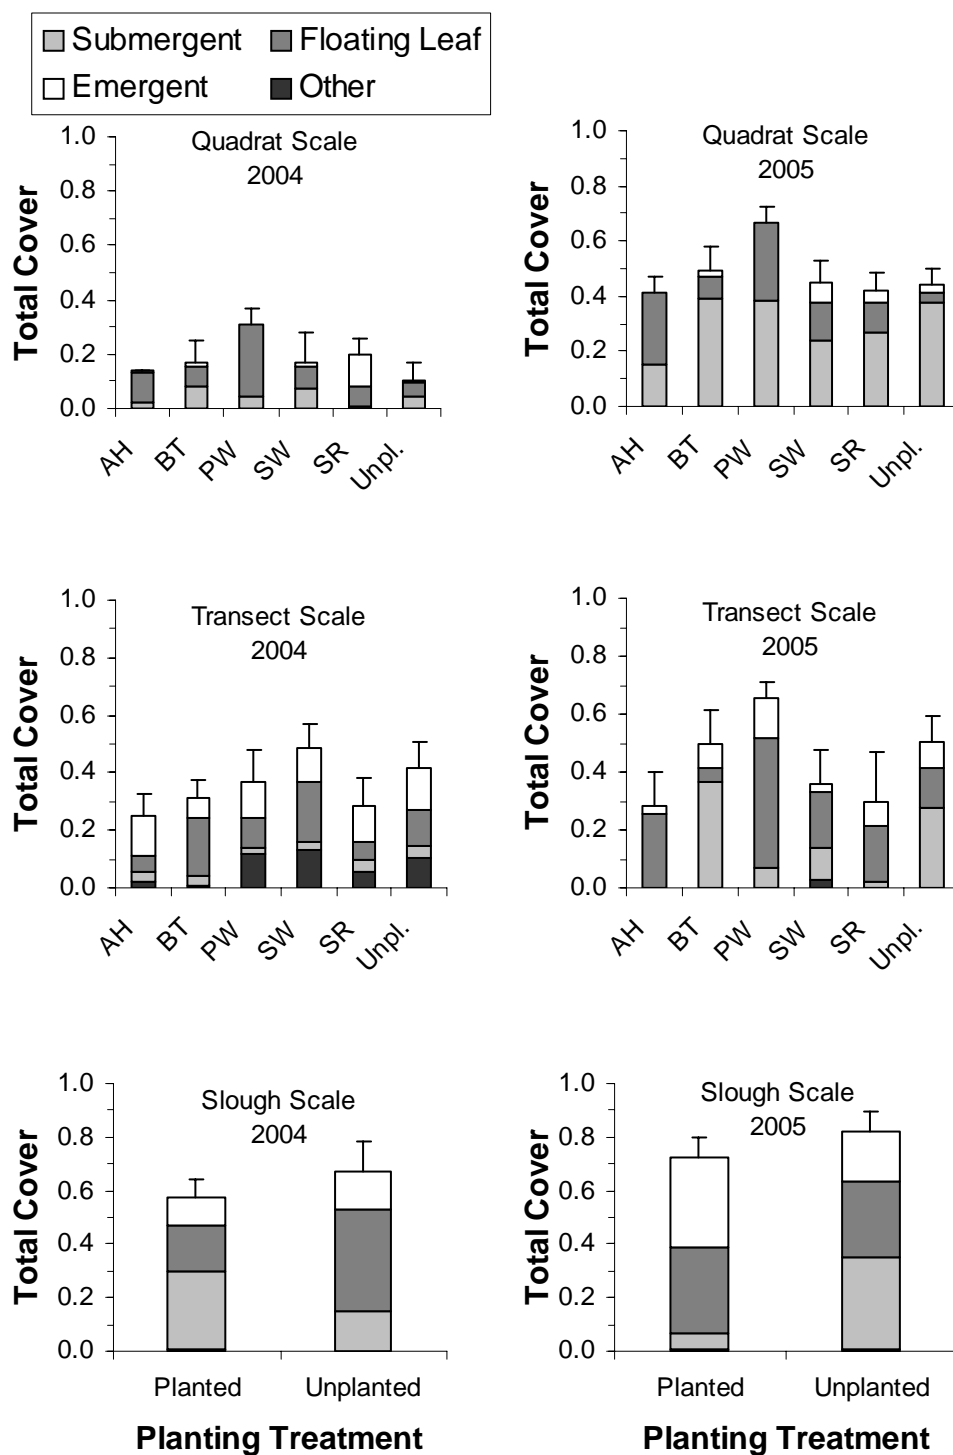 Submergent Floating Leaf
Emergent Other
Quadrat Scale
2004
Total Cover
1.0
0.8
0.6
0.4
0.2
0.0
AH BT PW SW SR Unpl.
Quadrat Scale
2005
Total Cover
1.0
0.8
0.6
0.4
0.2
0.0
AH BT PW SW SR Unpl.
Transect Scale
2004
Total Cover
1.0
0.8
0.6
0.4
0.2
0.0
AH BT PW SW SR Unpl.
Transect Scale
2005
Total Cover
1.0
0.8
0.6
0.4
0.2
0.0
AH BT PW SW SR Unpl.
Slough Scale
2004
Total Cover
1.0
0.8
0.6
0.4
0.2
0.0
Planted Unplanted
Planting Treatment
Slough Scale
2005
Total Cover
1.0
0.8
0.6
0.4
0.2
0.0
Planted Unplanted
Planting Treatment